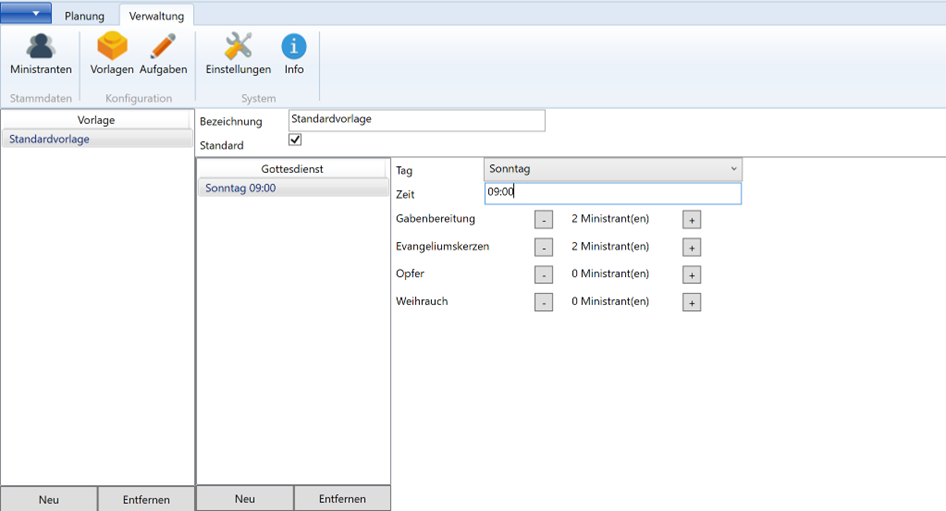 Planung Verwaltung
Ministranten Vorlagen Aufgaben Einstellungen Info
Stammdaten Konfiguration System
Vorlage
Standardvorlage
Bezeichnung Standardvorlage
Standard
Gottesdienst
Sonntag 09:00
Tag Sonntag
Zeit 09:00
Gabenbereitung - 2 Ministrant(en) +
Evangeliumskerzen - 2 Ministrant(en) +
Opfer - 0 Ministrant(en) +
Weihrauch - 0 Ministrant(en) +
Neu Entfernen Neu Entfernen